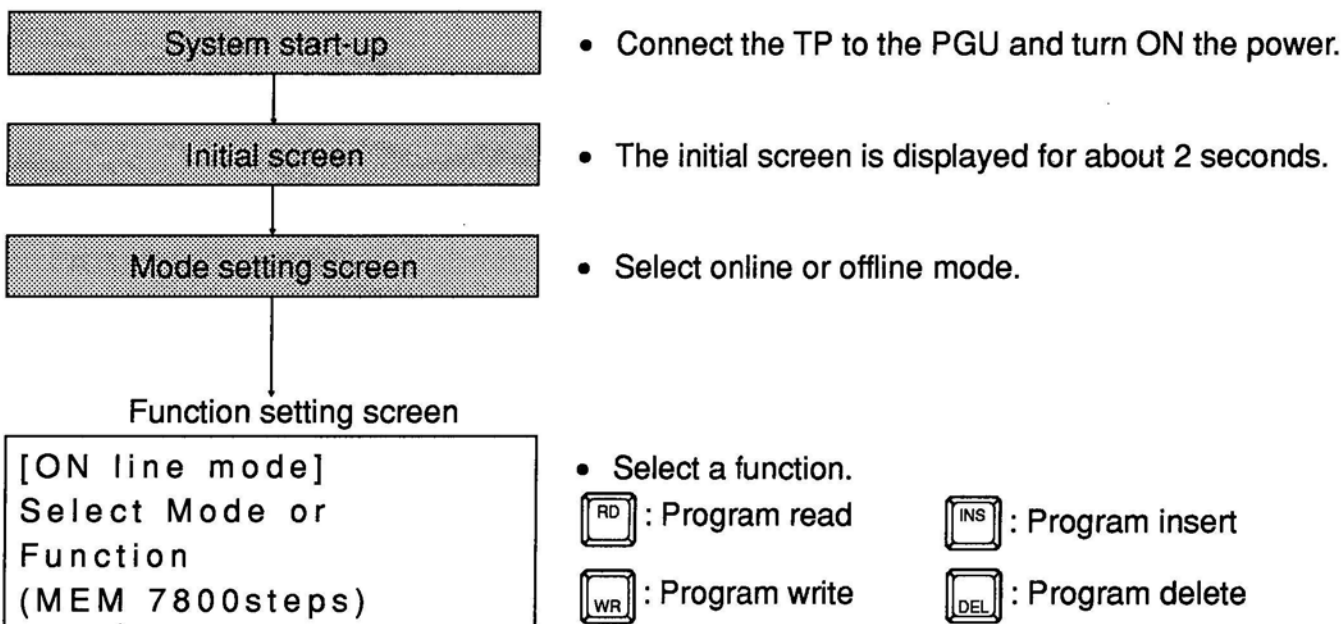 System start-up
• Connect the TP to the PGU and turn ON the power.
Initial screen
• The initial screen is displayed for about 2 seconds.
Mode setting screen
• Select online or offline mode.
Function setting screen
[ON line mode]
Select Mode or
Function
(MEM 7800steps)
• Select a function.
RD : Program read
INS : Program insert
WR : Program write
DEL : Program delete